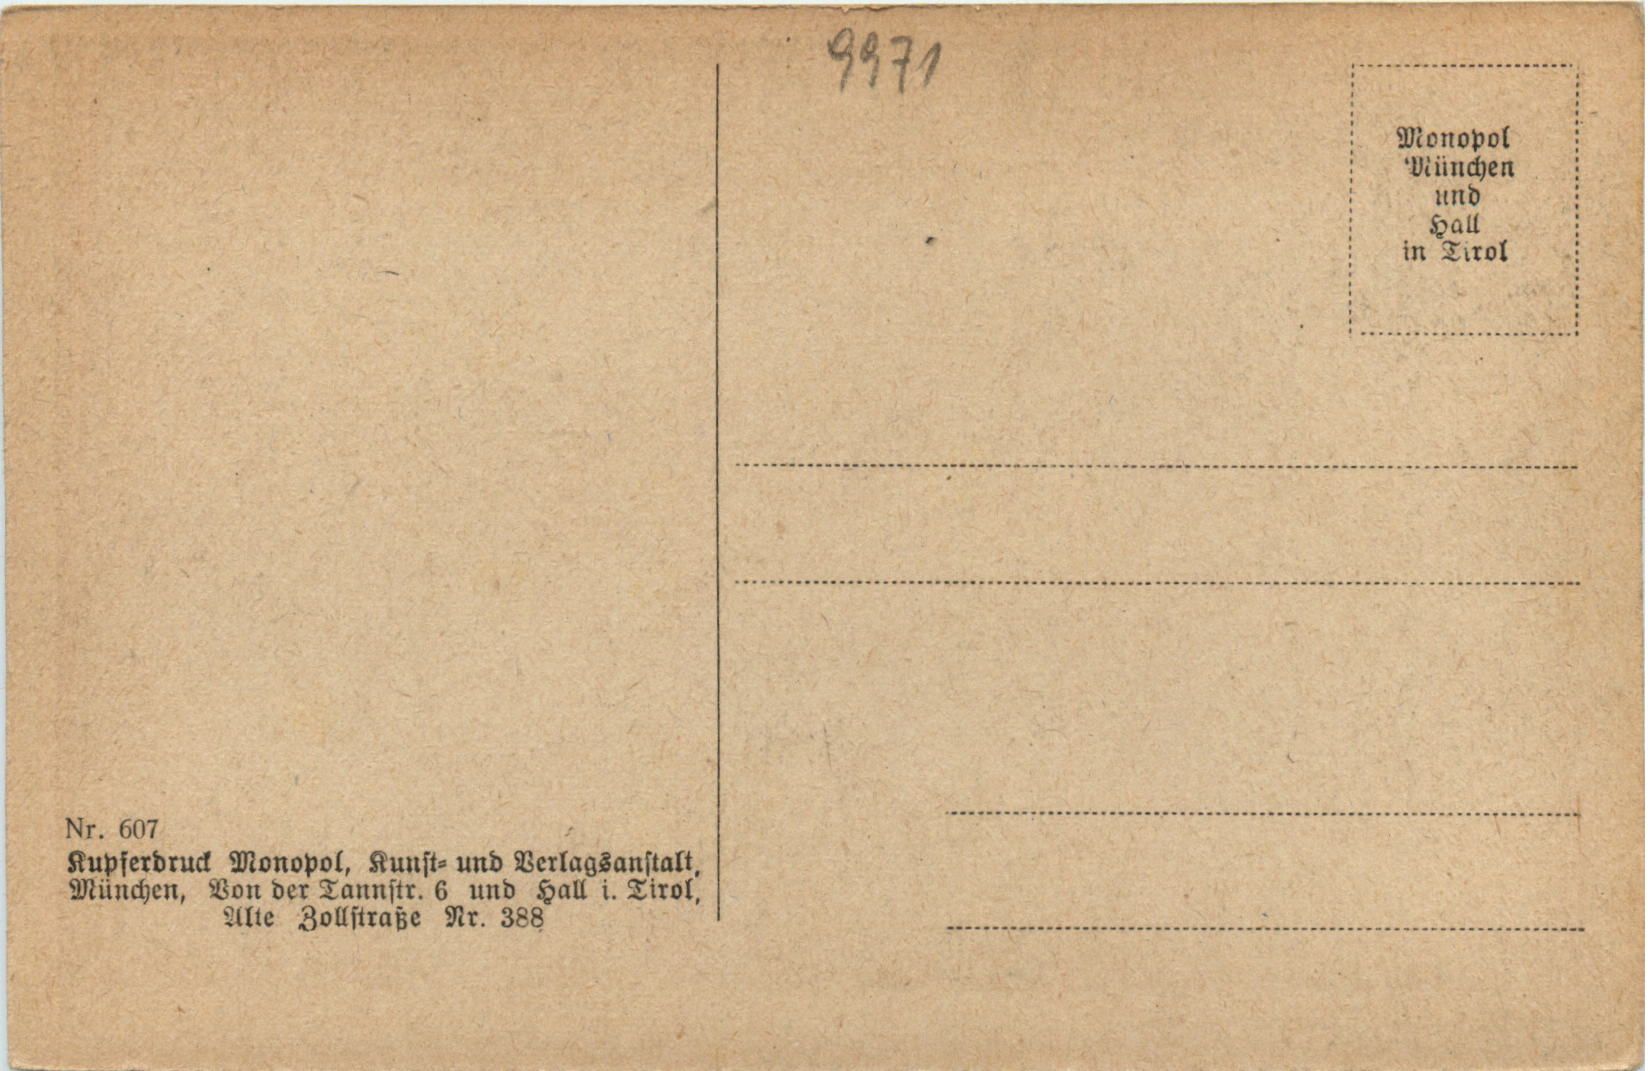 9971
Monopol
München
und
Hall
in Tirol
Nr. 607
Kupferdruck Monopol, Kunst- und Verlagsanstalt,
München, Von der Tannstr. 6 und Hall i. Tirol,
Alte Zollstraße Nr. 388